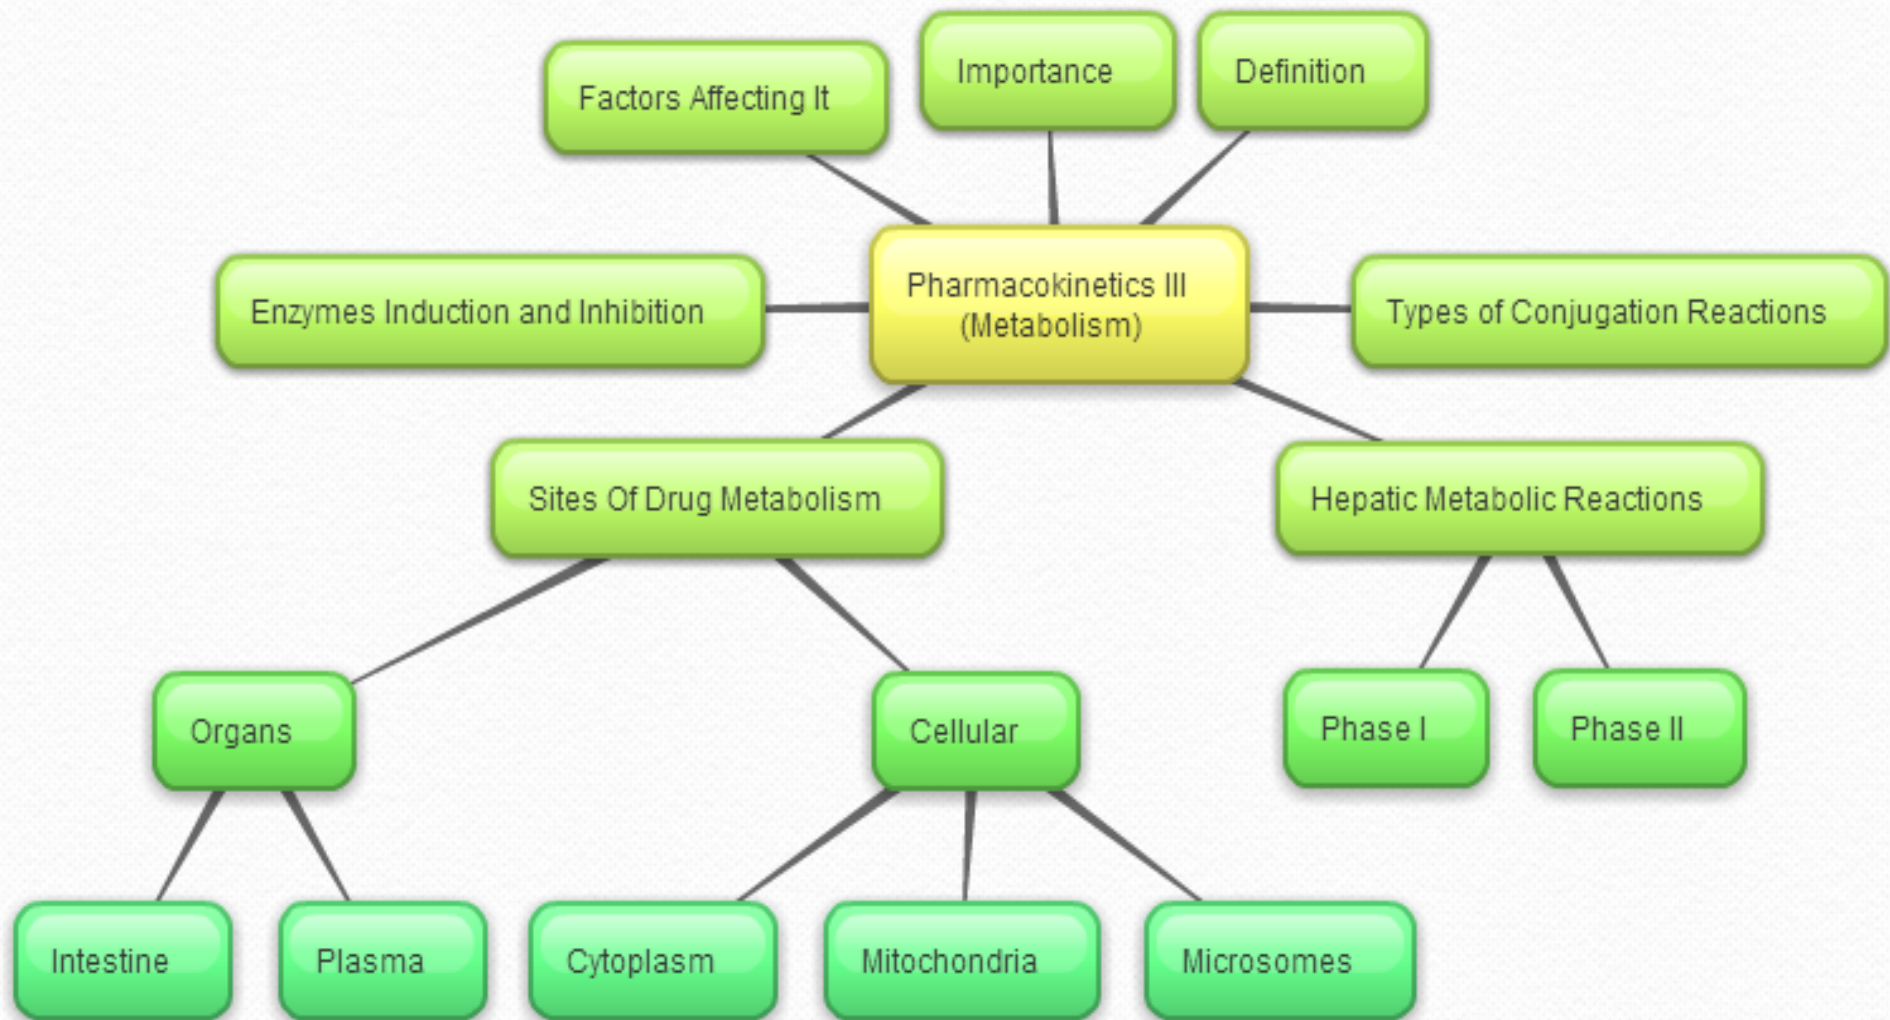 Importance
Definition
Factors Affecting It
Pharmacokinetics III
(Metabolism)
Enzymes Induction and Inhibition
Types of Conjugation Reactions
Sites Of Drug Metabolism
Hepatic Metabolic Reactions
Organs
Cellular
Phase I
Phase II
Intestine
Plasma
Cytoplasm
Mitochondria
Microsomes